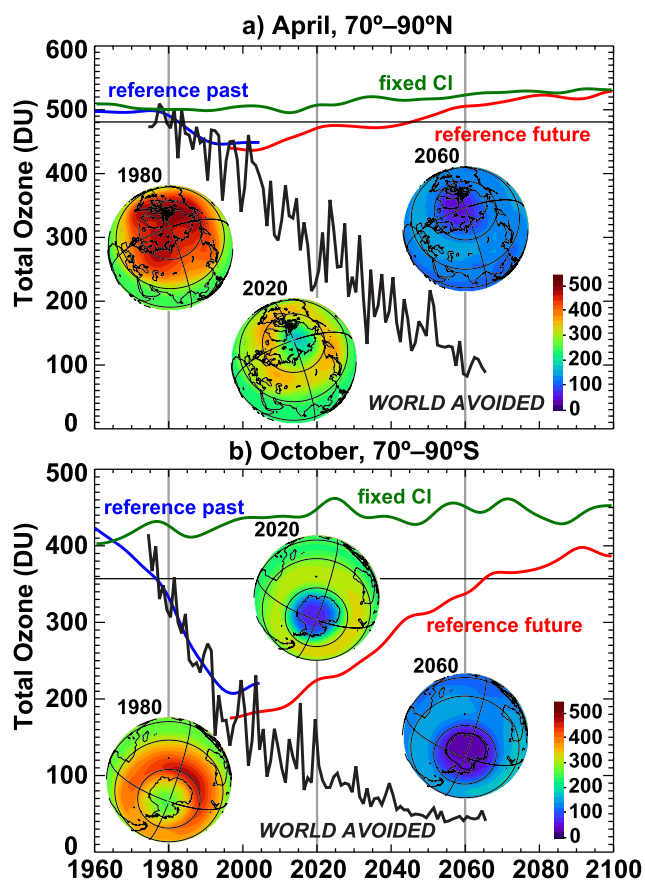 a) April, 70º–90ºN
600
500
400
300
200
100
0
Total Ozone (DU)
reference past
fixed Cl
reference future
1980
2020
2060
500
400
300
200
100
0
WORLD AVOIDED
b) October, 70º–90ºS
500
400
300
200
100
0
Total Ozone (DU)
reference past
fixed Cl
2020
reference future
1980
2060
500
400
300
200
100
0
WORLD AVOIDED
1960 1980 2000 2020 2040 2060 2080 2100